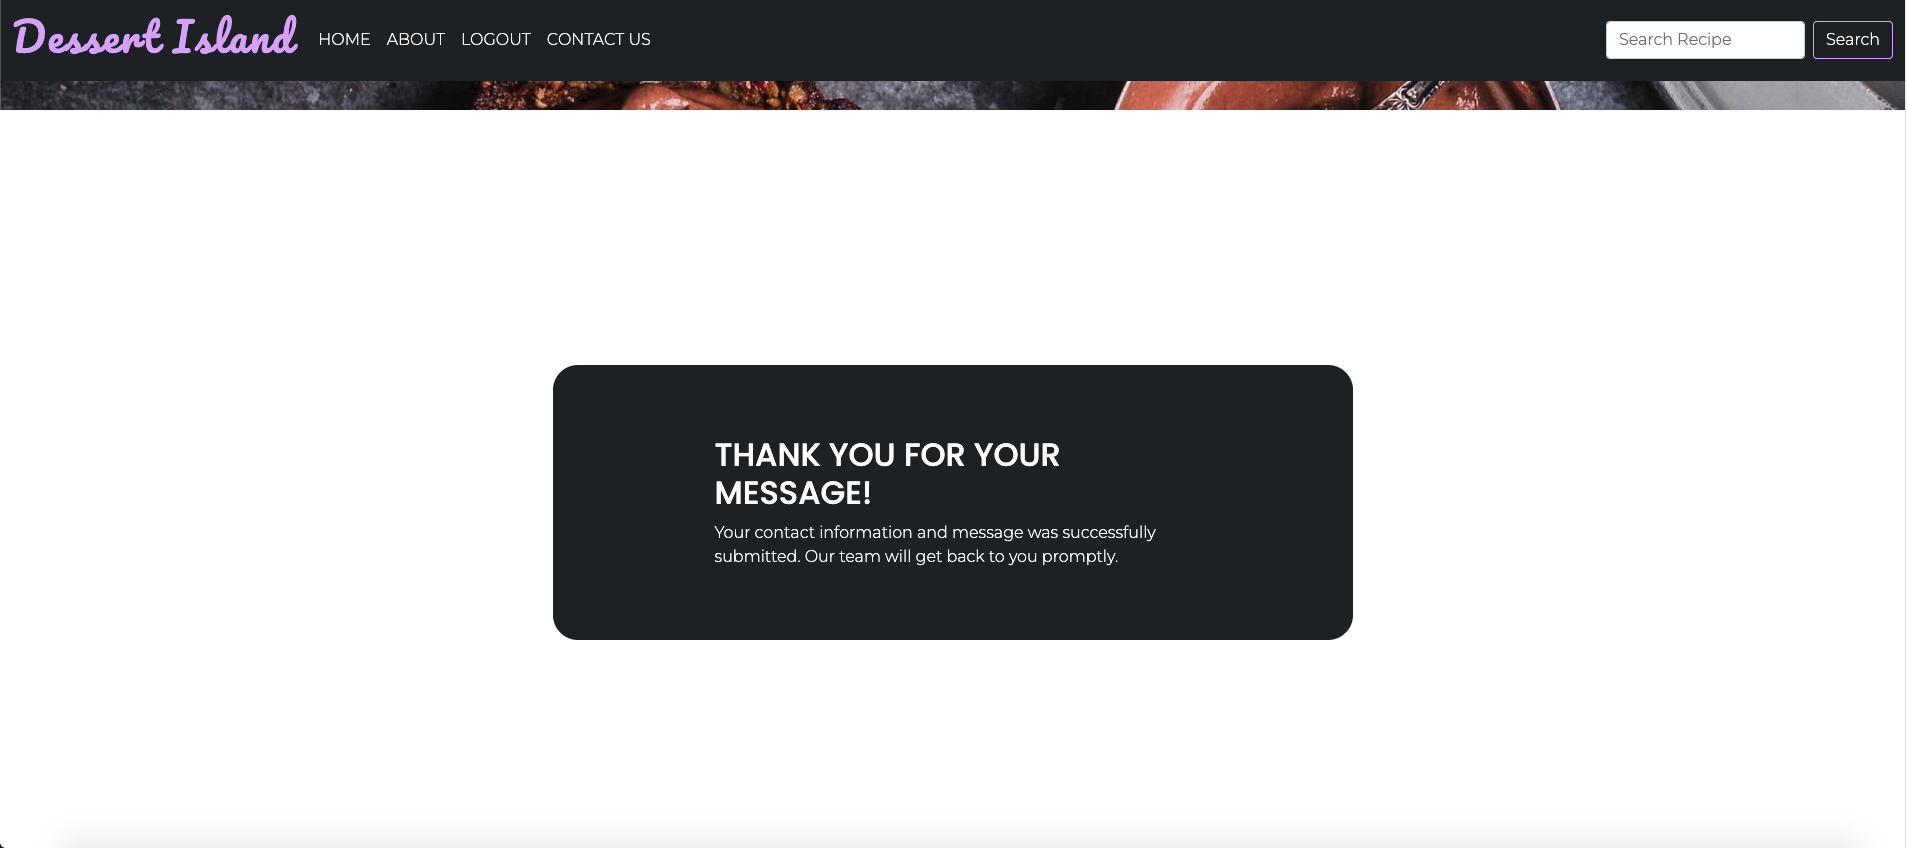 Dessert Island HOME ABOUT LOGOUT CONTACT US Search Recipe Search
THANK YOU FOR YOUR
MESSAGE!
Your contact information and message was successfully
submitted. Our team will get back to you promptly.